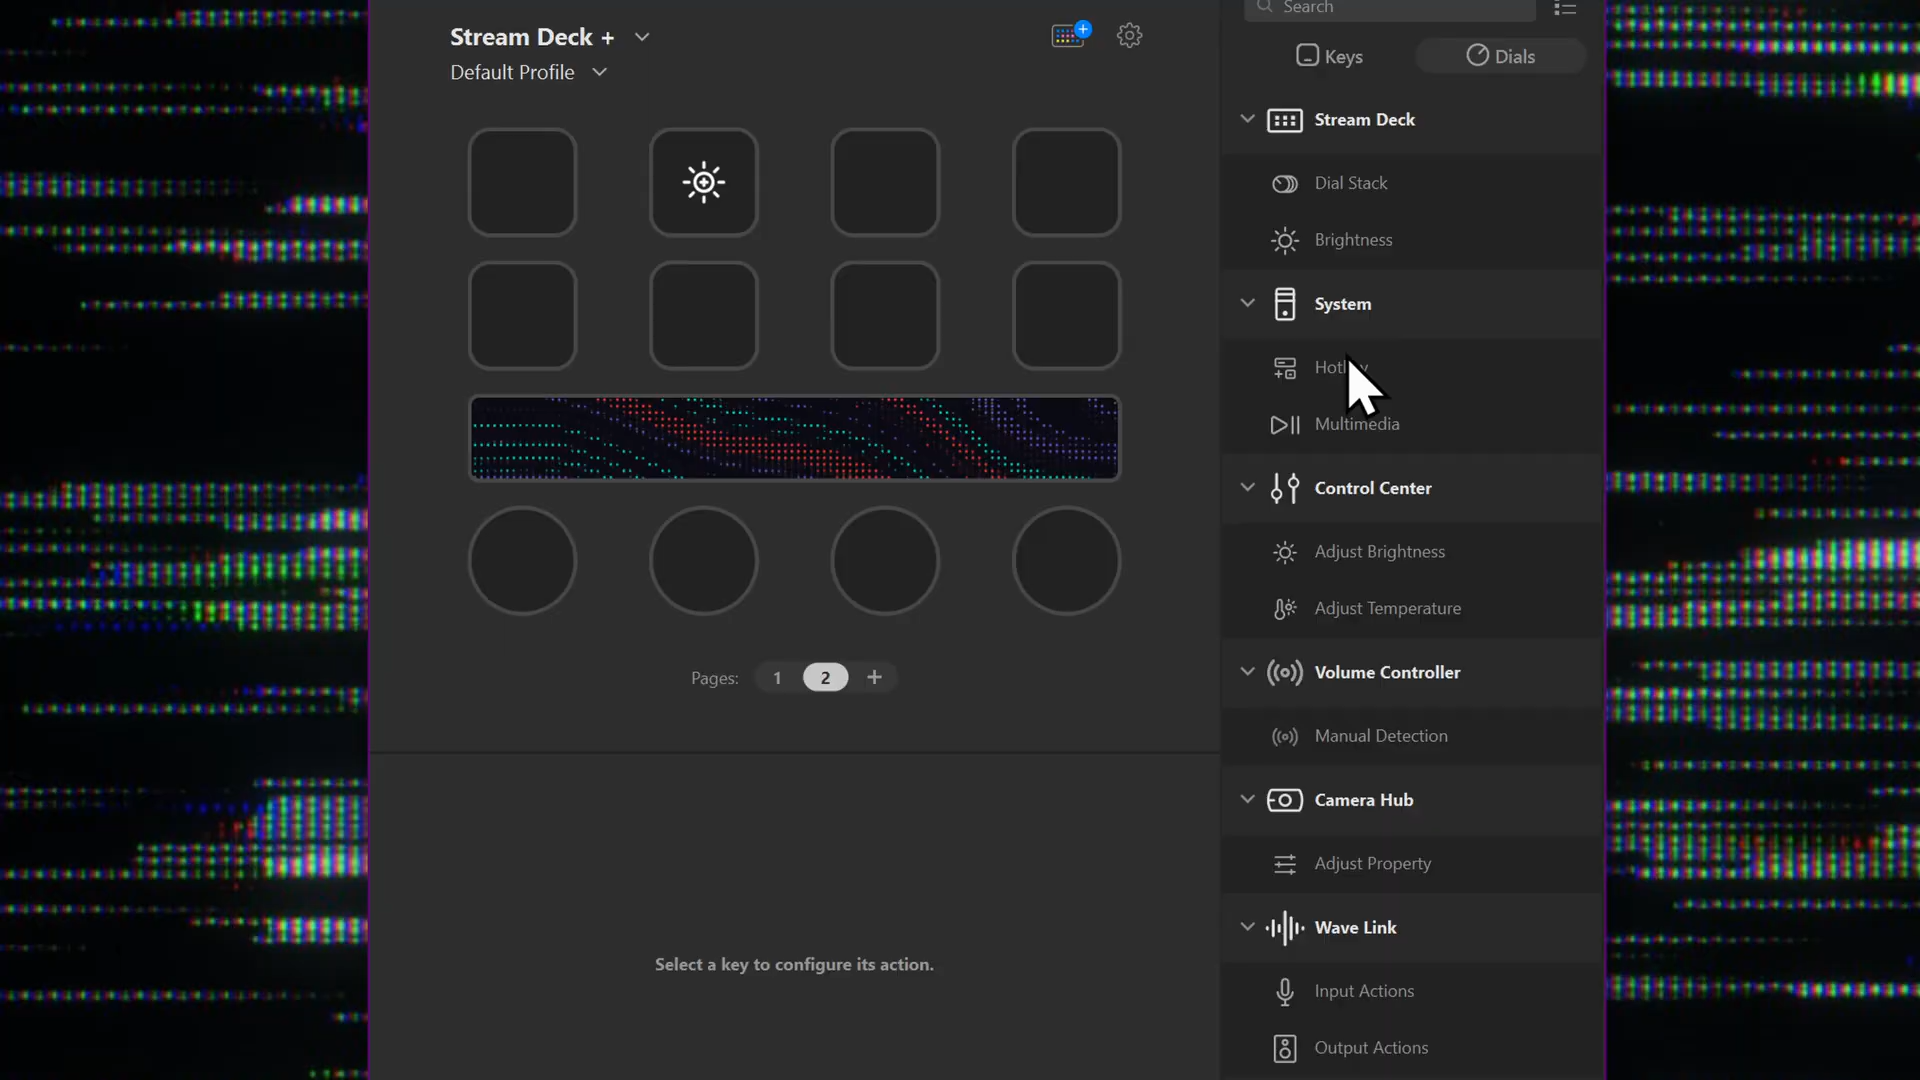 Stream Deck +
Default Profile
Search
Keys
Dials
Stream Deck
Dial Stack
Brightness
System
Multimedia
Control Center
Adjust Brightness
Adjust Temperature
Volume Controller
Manual Detection
Camera Hub
Adjust Property
Wave Link
Input Actions
Output Actions
Pages: 1 2 +
Select a key to configure its action.